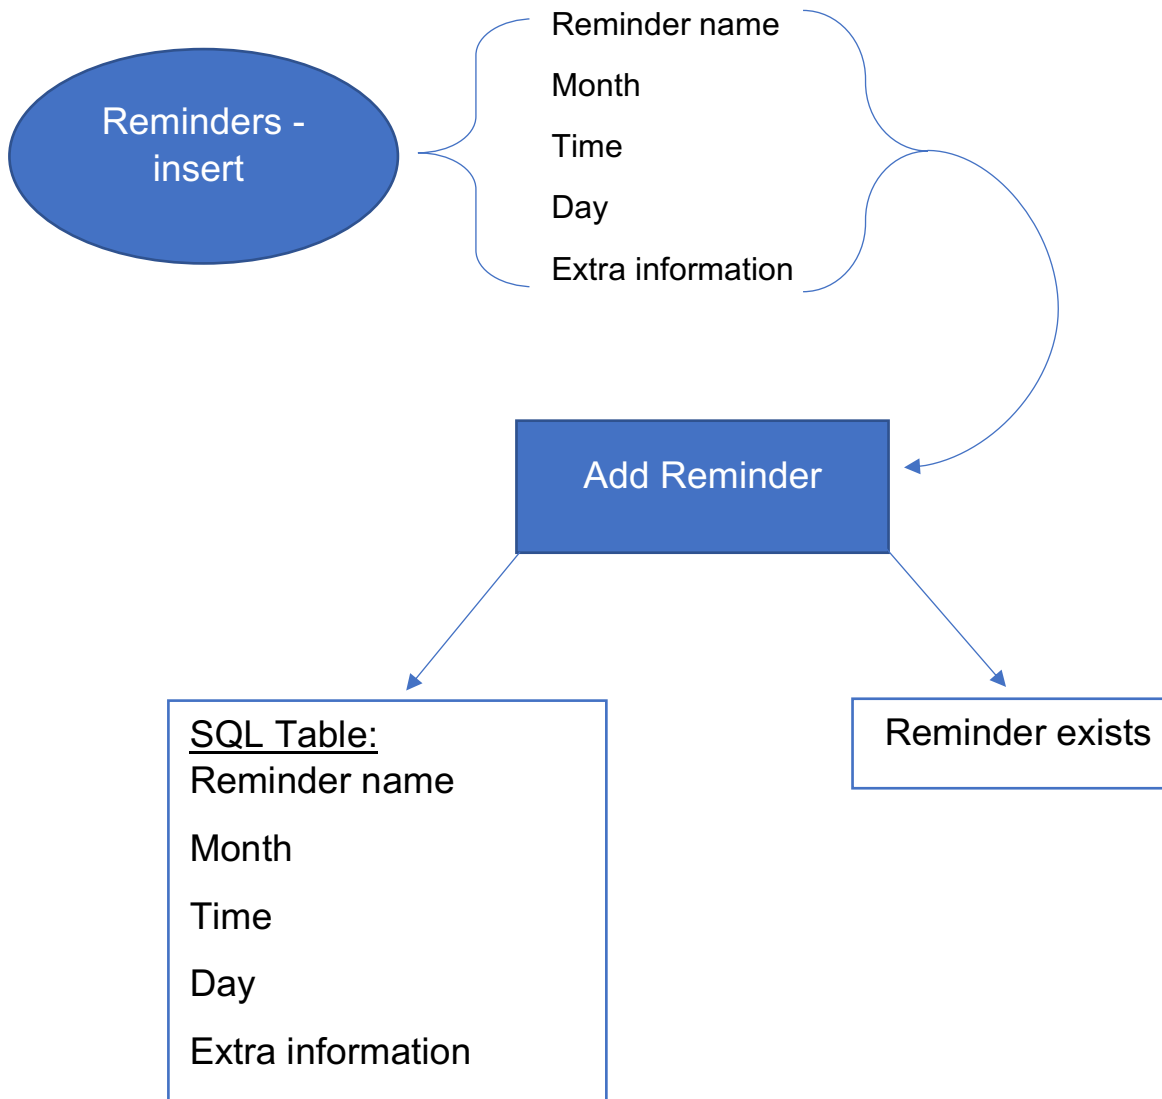 Reminders -
insert
Reminder name
Month
Time
Day
Extra information
Add Reminder
SQL Table:
Reminder name
Month
Time
Day
Extra information
Reminder exists